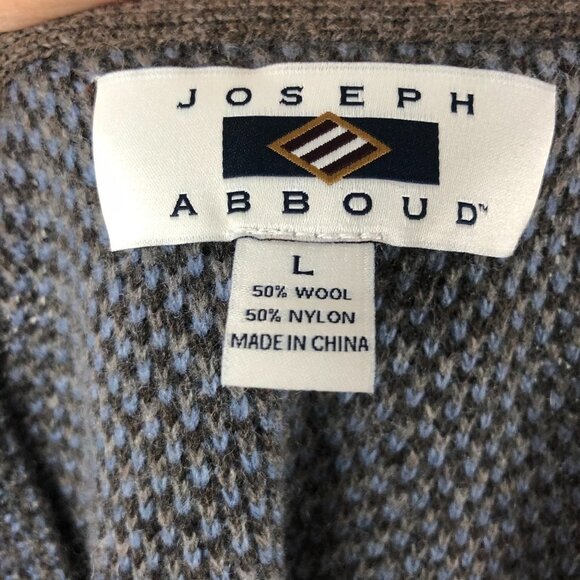 JOSEPH
ABBOUD™
L
50% WOOL
50% NYLON
MADE IN CHINA